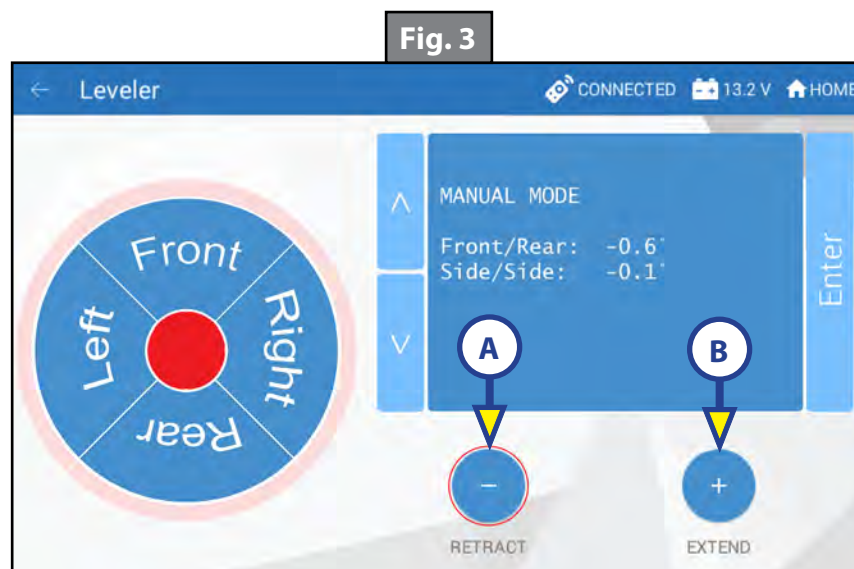 Fig. 3
← Leveler CONNECTED 13.2 V HOME
Front
Left
Right
Rear
MANUAL MODE
Front/Rear: -0.6°
Side/Side: -0.1°
Enter
A B
− +
RETRACT EXTEND